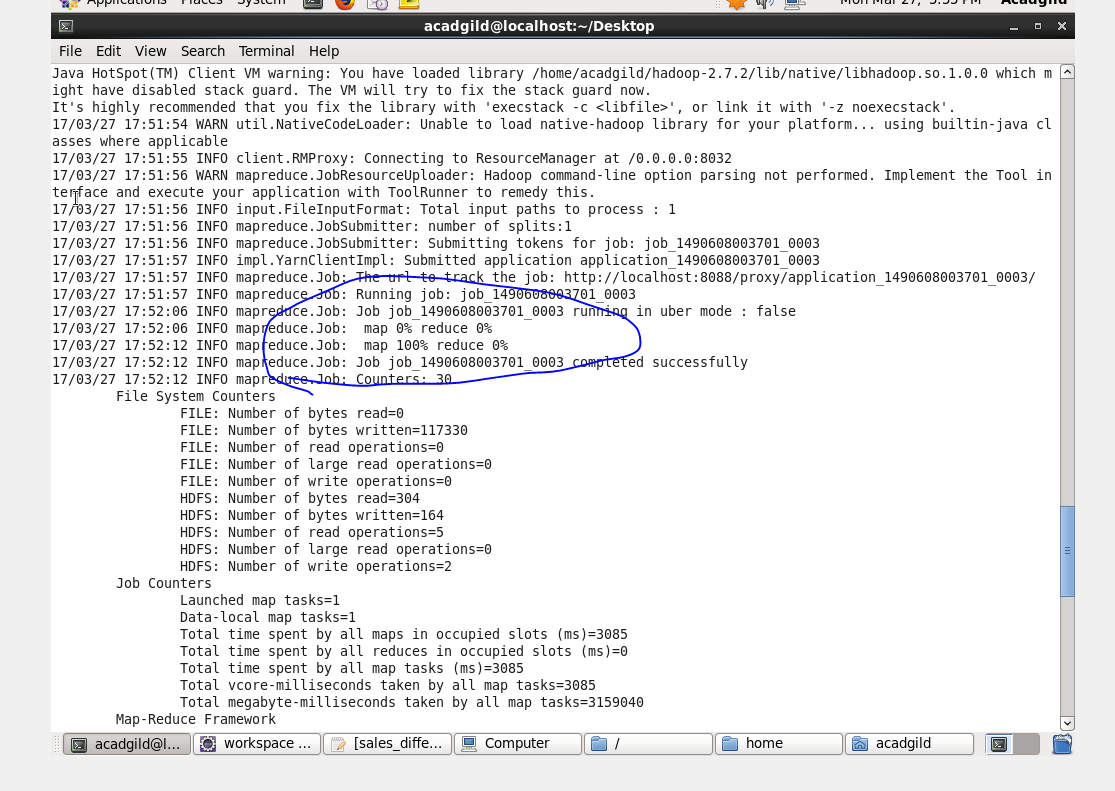 Applications Places System Mon Mar 27, 5:53 PM Acadgild
acadgild@localhost:~/Desktop
File Edit View Search Terminal Help
Java HotSpot(TM) Client VM warning: You have loaded library /home/acadgild/hadoop-2.7.2/lib/native/libhadoop.so.1.0.0 which m
ight have disabled stack guard. The VM will try to fix the stack guard now.
It's highly recommended that you fix the library with 'execstack -c <libfile>', or link it with '-z noexecstack'.
17/03/27 17:51:54 WARN util.NativeCodeLoader: Unable to load native-hadoop library for your platform... using builtin-java cl
asses where applicable
17/03/27 17:51:55 INFO client.RMProxy: Connecting to ResourceManager at /0.0.0.0:8032
17/03/27 17:51:56 WARN mapreduce.JobResourceUploader: Hadoop command-line option parsing not performed. Implement the Tool in
terface and execute your application with ToolRunner to remedy this.
17/03/27 17:51:56 INFO input.FileInputFormat: Total input paths to process : 1
17/03/27 17:51:56 INFO mapreduce.JobSubmitter: number of splits:1
17/03/27 17:51:56 INFO mapreduce.JobSubmitter: Submitting tokens for job: job_1490608003701_0003
17/03/27 17:51:57 INFO impl.YarnClientImpl: Submitted application application_1490608003701_0003
17/03/27 17:51:57 INFO mapreduce.Job: The url to track the job: http://localhost:8088/proxy/application_1490608003701_0003/
17/03/27 17:51:57 INFO mapreduce.Job: Running job: job_1490608003701_0003
17/03/27 17:52:06 INFO mapreduce.Job: Job job_1490608003701_0003 running in uber mode : false
17/03/27 17:52:06 INFO mapreduce.Job:  map 0% reduce 0%
17/03/27 17:52:12 INFO mapreduce.Job:  map 100% reduce 0%
17/03/27 17:52:12 INFO mapreduce.Job: Job job_1490608003701_0003 completed successfully
17/03/27 17:52:12 INFO mapreduce.Job: Counters: 30
File System Counters
FILE: Number of bytes read=0
FILE: Number of bytes written=117330
FILE: Number of read operations=0
FILE: Number of large read operations=0
FILE: Number of write operations=0
HDFS: Number of bytes read=304
HDFS: Number of bytes written=164
HDFS: Number of read operations=5
HDFS: Number of large read operations=0
HDFS: Number of write operations=2
Job Counters
Launched map tasks=1
Data-local map tasks=1
Total time spent by all maps in occupied slots (ms)=3085
Total time spent by all reduces in occupied slots (ms)=0
Total time spent by all map tasks (ms)=3085
Total vcore-milliseconds taken by all map tasks=3085
Total megabyte-milliseconds taken by all map tasks=3159040
Map-Reduce Framework
acadgild@l... workspace ... [sales_diffe... Computer / home acadgild